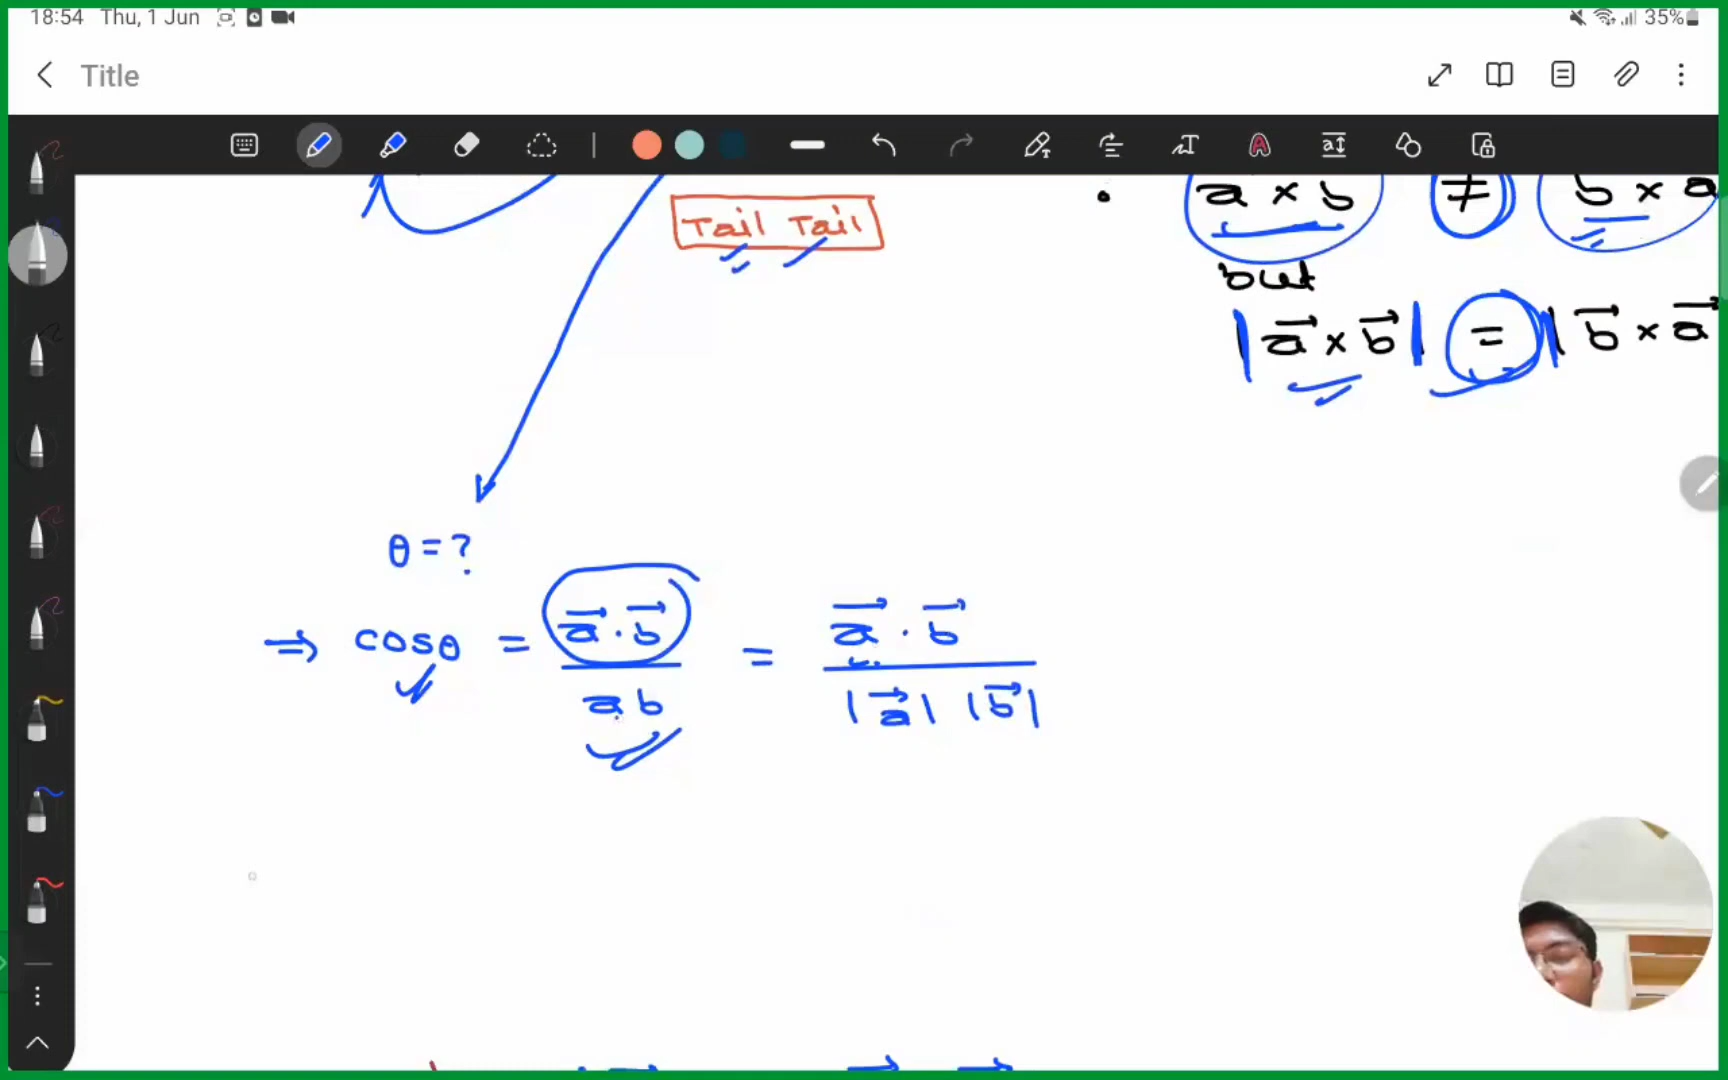 18:54 Thu, 1 Jun
35%
Title
Tail Tail
a × b ≠ b × a
but
|a⃗ × b⃗| = |b⃗ × a⃗
θ = ?
⇒ cosθ = a⃗ · b⃗ / ab = a⃗ · b⃗ / |a⃗| |b⃗|